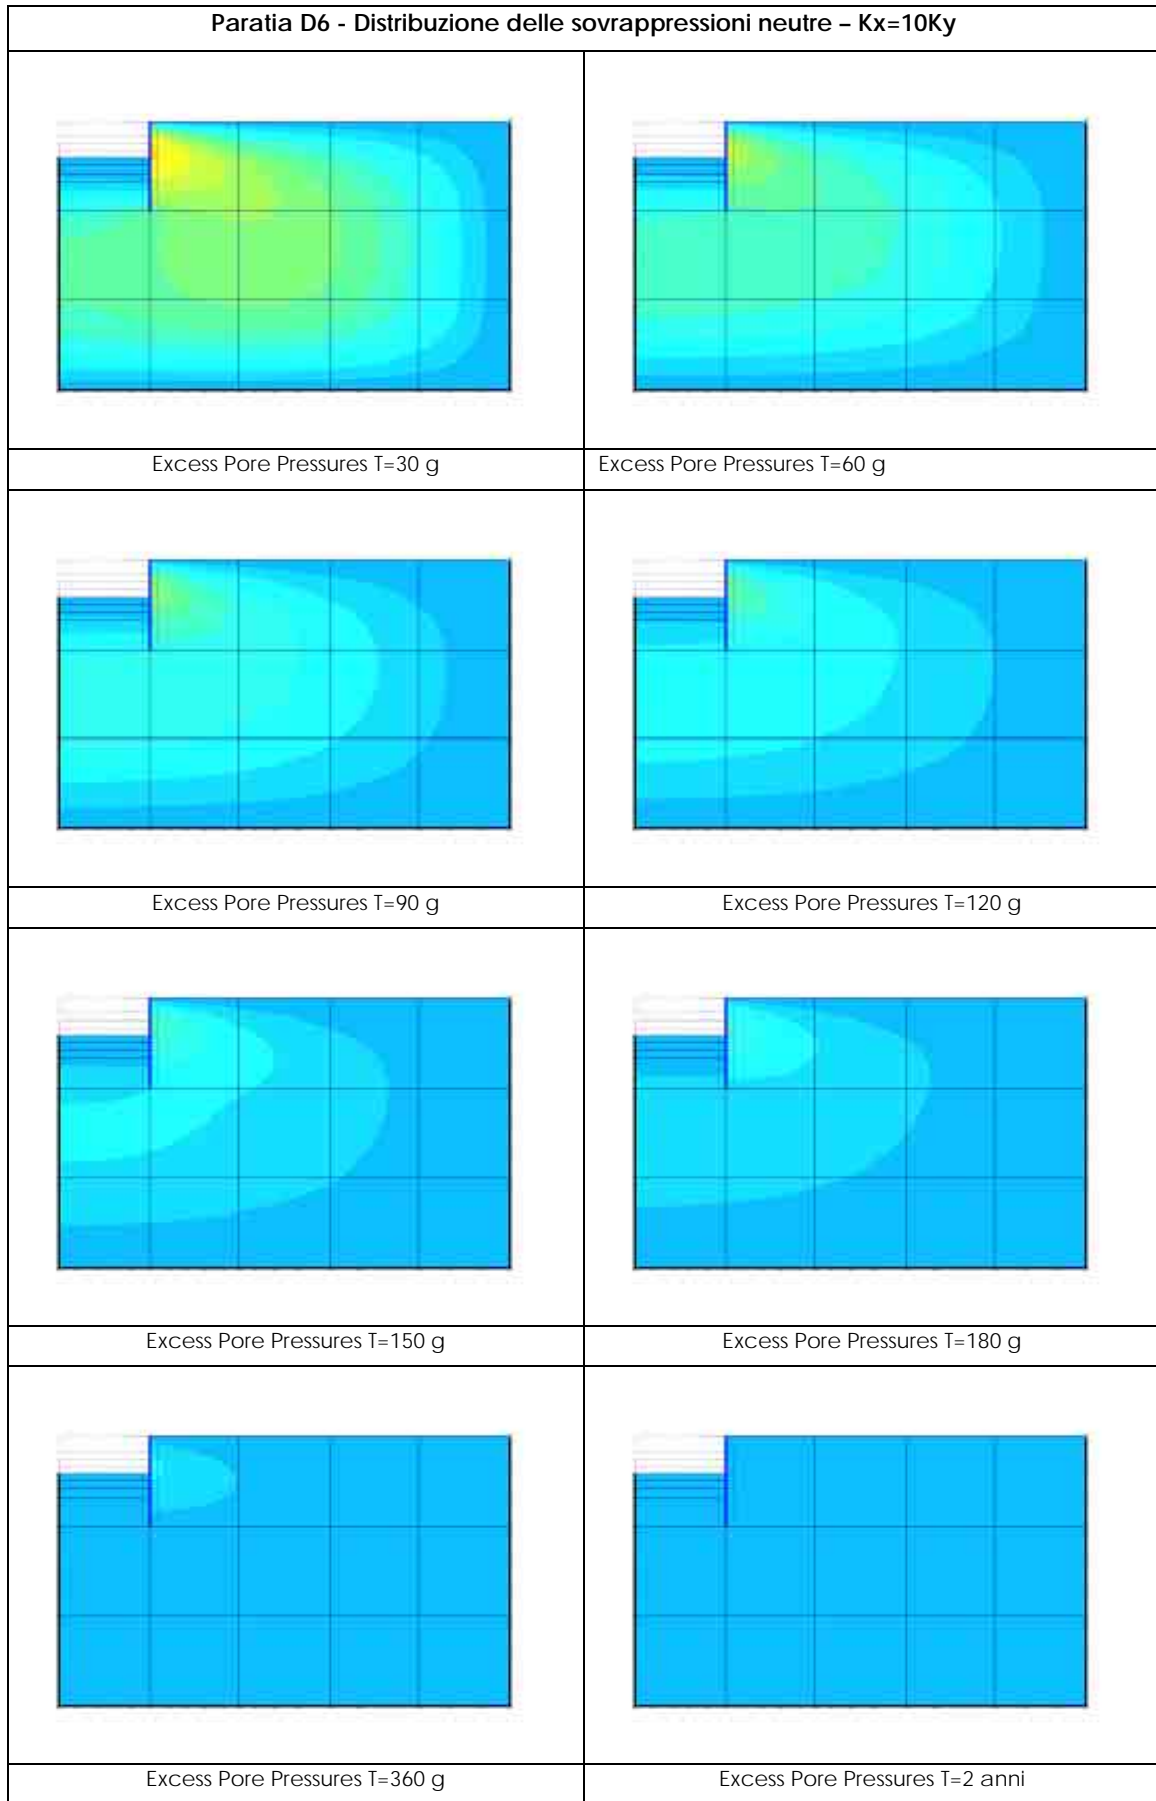 Paratia D6 - Distribuzione delle sovrappressioni neutre – Kx=10Ky
Excess Pore Pressures T=30 g
Excess Pore Pressures T=60 g
Excess Pore Pressures T=90 g
Excess Pore Pressures T=120 g
Excess Pore Pressures T=150 g
Excess Pore Pressures T=180 g
Excess Pore Pressures T=360 g
Excess Pore Pressures T=2 anni